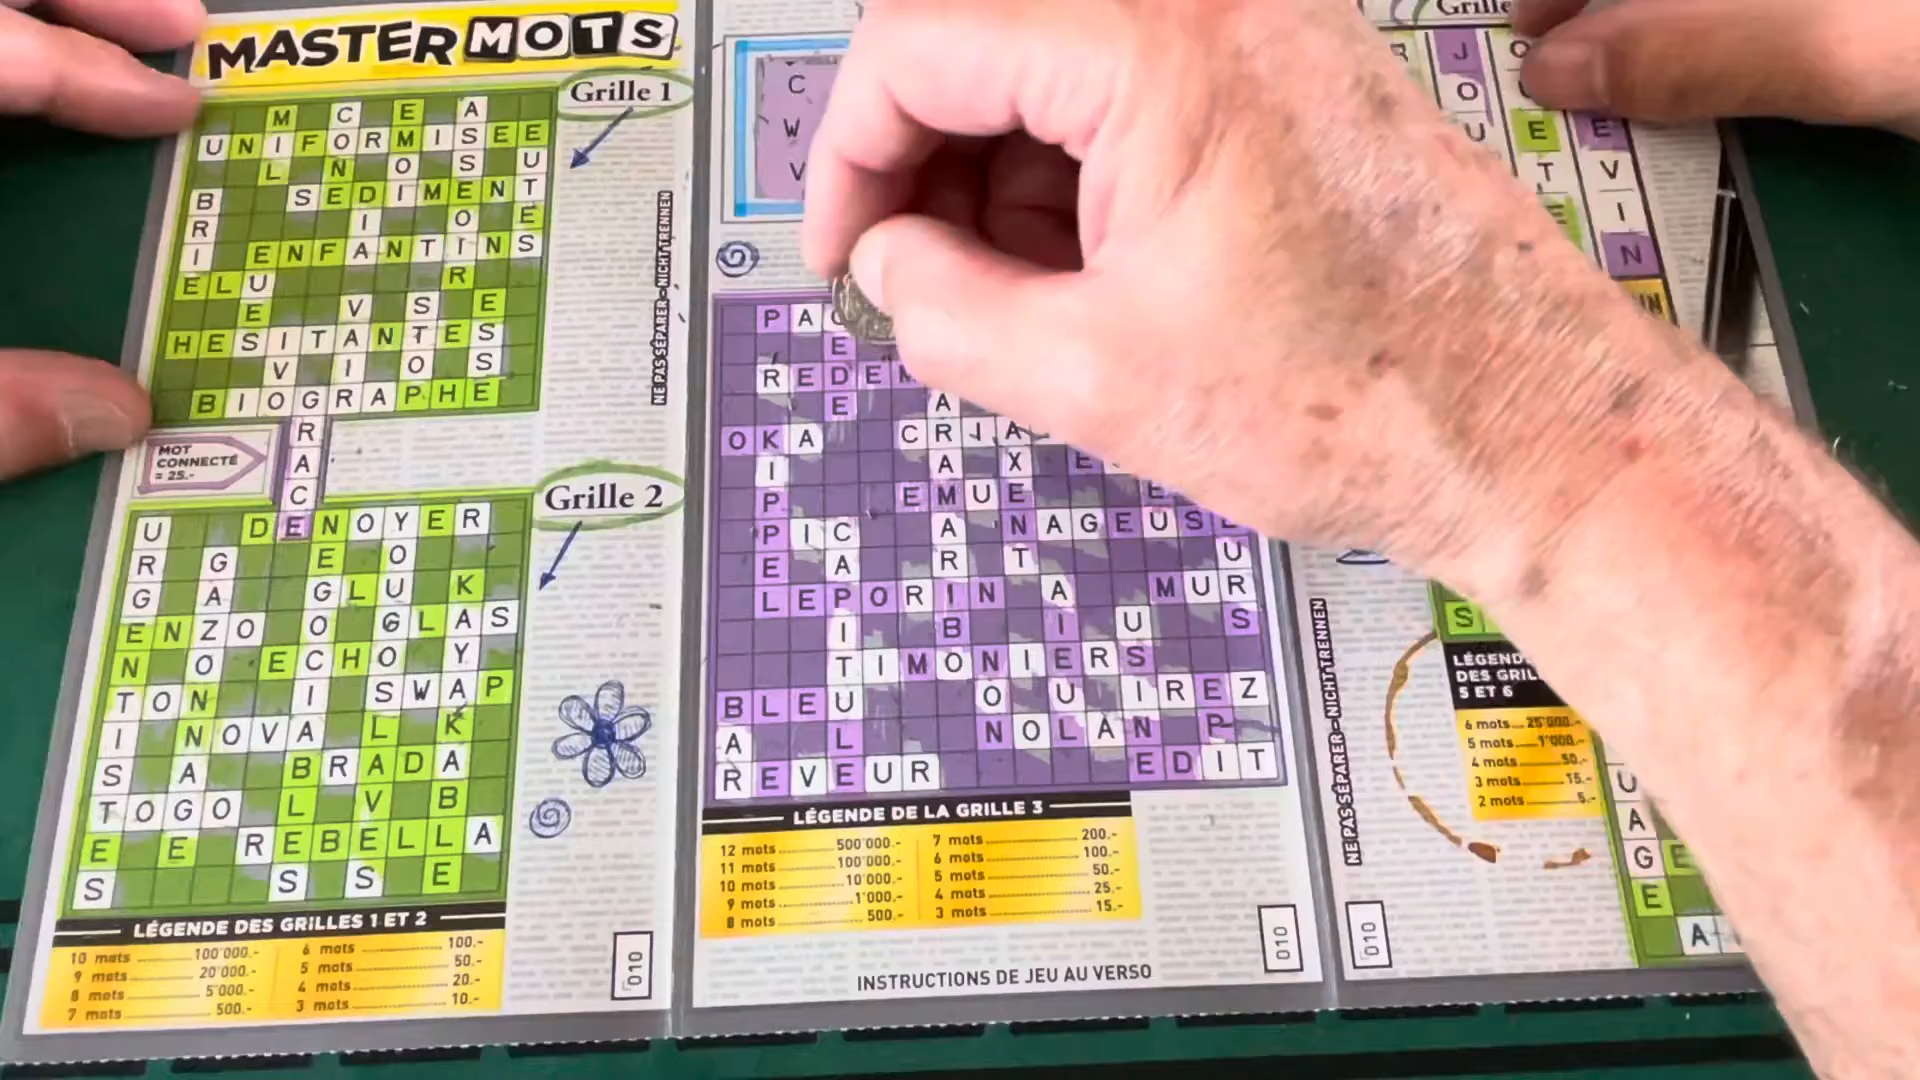 MASTER MOTS
Grille 1
M C E A
UNIFORMISEE
L N O S U
B SEDIMENT
R I O E
I ENFANTINS
ELU R
E V S E
HESITANTES
V I O S
BIOGRAPHE
R
A
C
MOT
CONNECTÉ
= 25.-
NE PAS SÉPARER - NICHT TRENNEN
Grille 2
U DENOYER
R G E O
G A GLU K
ENZO O GLAS
N O ECHO Y
TON I SWAP
I NOVA L K
S A BRADA
TOGO L V B
E E REBELLA
S S S E
LÉGENDE DES GRILLES 1 ET 2
10 mots 100'000.-
9 mots 20'000.-
8 mots 5'000.-
7 mots 500.-
6 mots 100.-
5 mots 50.-
4 mots 20.-
3 mots 10.-
010
C
W
V
PA
E
REDEM
E A
OKA CRIA
I A X E
P EMUE E
PIC A NAGEUSE
E A R T U
LEPORIN A MUR
I B I U S
TIMONIERS
BLEU O U IREZ
A L NOLAN P
REVEUR EDIT
LÉGENDE DE LA GRILLE 3
12 mots 500'000.-
11 mots 100'000.-
10 mots 10'000.-
9 mots 1'000.-
8 mots 500.-
7 mots 200.-
6 mots 100.-
5 mots 50.-
4 mots 25.-
3 mots 15.-
INSTRUCTIONS DE JEU AU VERSO
010
Grille
R J O
O
U E E
T V
E I
N
NE PAS SÉPARER - NICHT TRENNEN
S
LÉGENDE
DES GRIL
5 ET 6
6 mots 25'000.-
5 mots 1'000.-
4 mots 50.-
3 mots 15.-
2 mots 5.-
U
A
G E
E
A
010